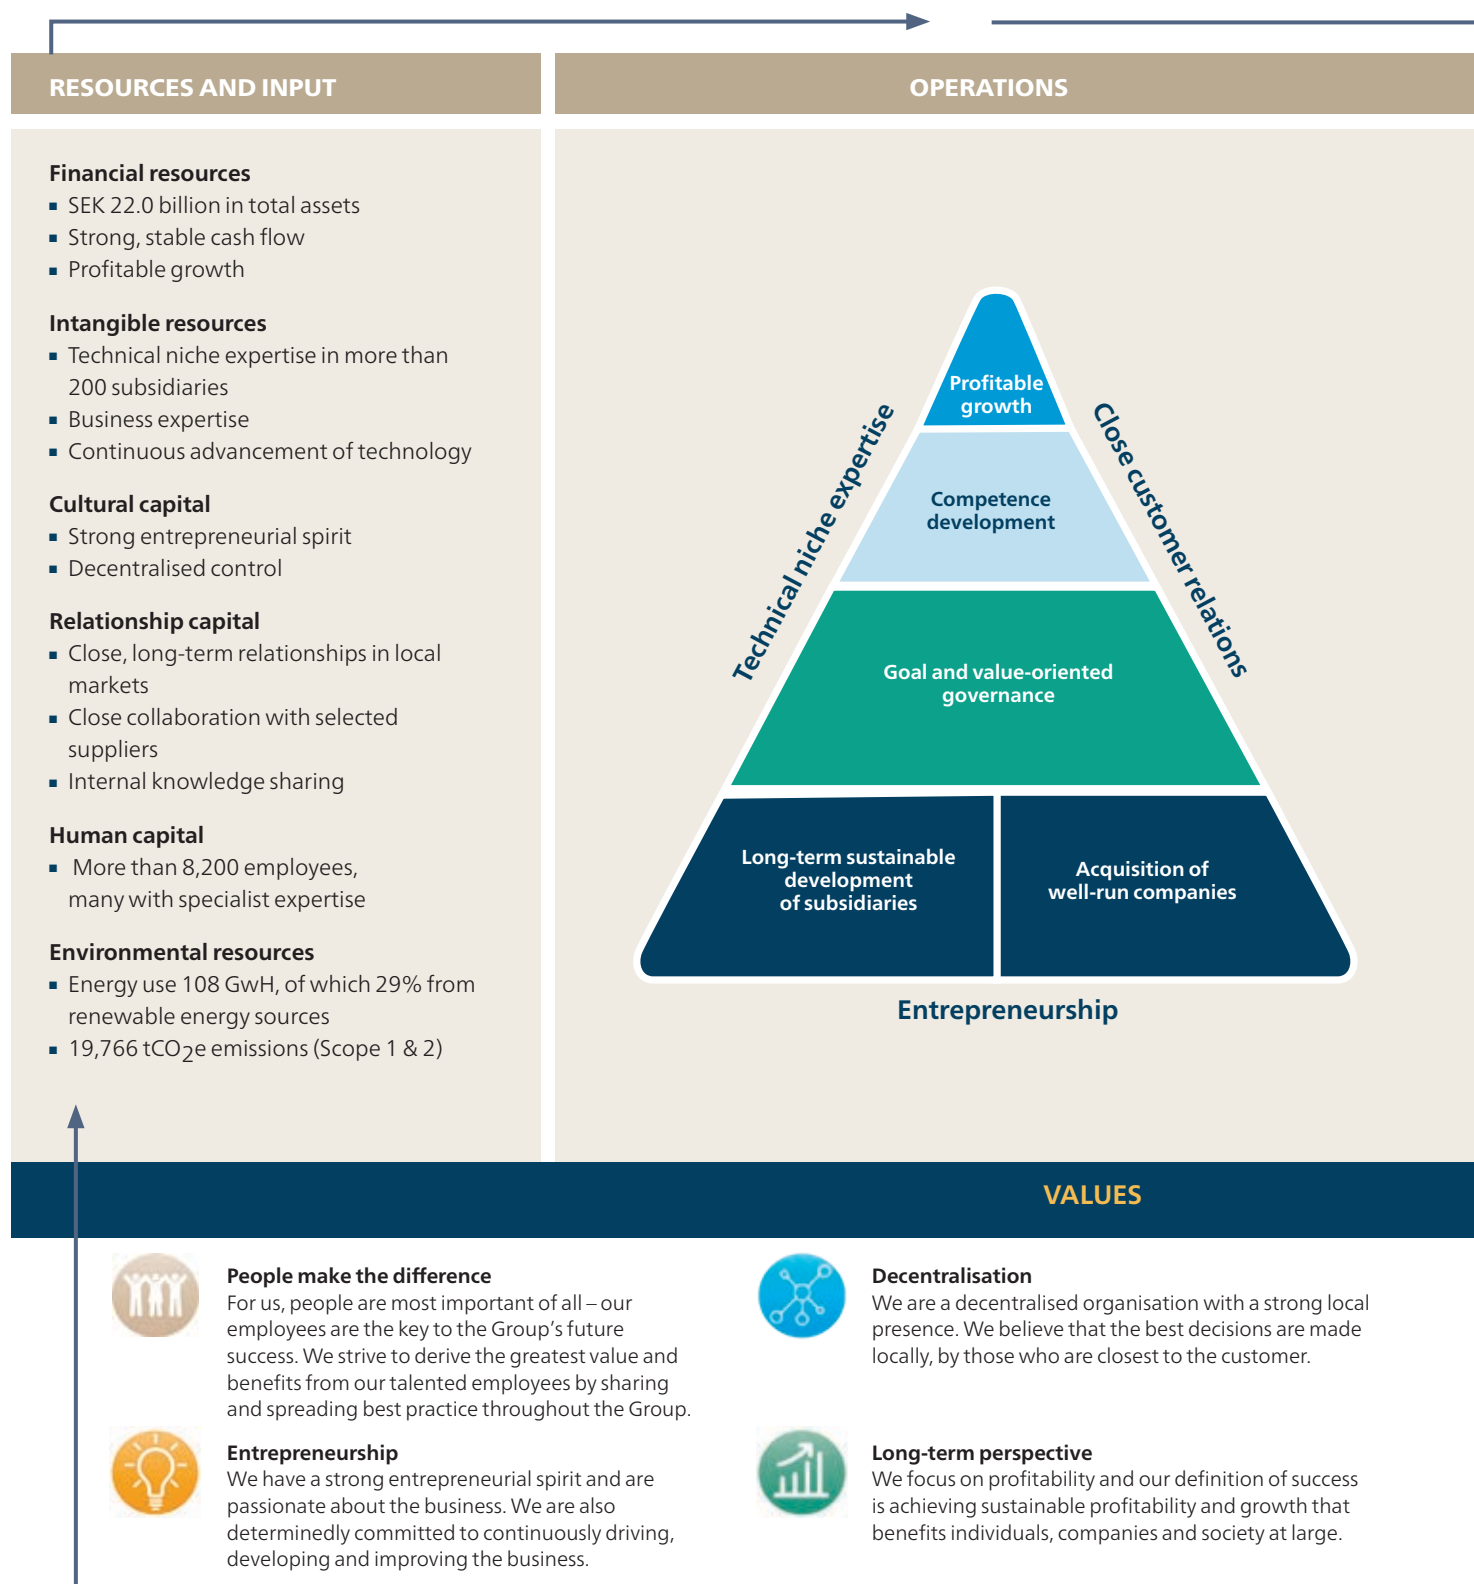 RESOURCES AND INPUT
Financial resources
▪ SEK 22.0 billion in total assets
▪ Strong, stable cash flow
▪ Profitable growth
Intangible resources
▪ Technical niche expertise in more than
200 subsidiaries
▪ Business expertise
▪ Continuous advancement of technology
Cultural capital
▪ Strong entrepreneurial spirit
▪ Decentralised control
Relationship capital
▪ Close, long-term relationships in local
markets
▪ Close collaboration with selected
suppliers
▪ Internal knowledge sharing
Human capital
▪ More than 8,200 employees,
many with specialist expertise
Environmental resources
▪ Energy use 108 GwH, of which 29% from
renewable energy sources
▪ 19,766 tCO2e emissions (Scope 1 & 2)
OPERATIONS
Profitable
growth
Competence
development
Goal and value-oriented
governance
Long-term sustainable
development
of subsidiaries
Acquisition of
well-run companies
Technical niche expertise
Close customer relations
Entrepreneurship
VALUES
People make the difference
For us, people are most important of all – our
employees are the key to the Group's future
success. We strive to derive the greatest value and
benefits from our talented employees by sharing
and spreading best practice throughout the Group.
Entrepreneurship
We have a strong entrepreneurial spirit and are
passionate about the business. We are also
determinedly committed to continuously driving,
developing and improving the business.
Decentralisation
We are a decentralised organisation with a strong local
presence. We believe that the best decisions are made
locally, by those who are closest to the customer.
Long-term perspective
We focus on profitability and our definition of success
is achieving sustainable profitability and growth that
benefits individuals, companies and society at large.